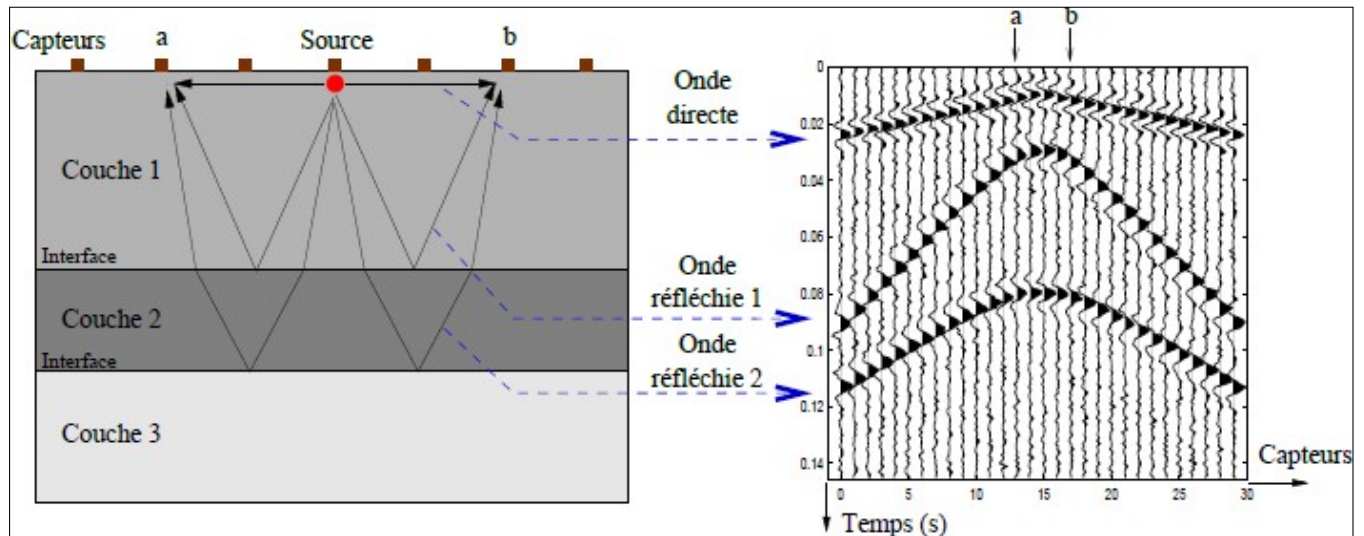 Capteurs
a
Source
b
Couche 1
Interface
Couche 2
Interface
Couche 3
Onde
directe
Onde
réfléchie 1
Onde
réfléchie 2
a
b
0
0.02
0.04
0.06
0.08
0.1
0.12
0.14
0
5
10
15
20
25
30
Capteurs
Temps (s)